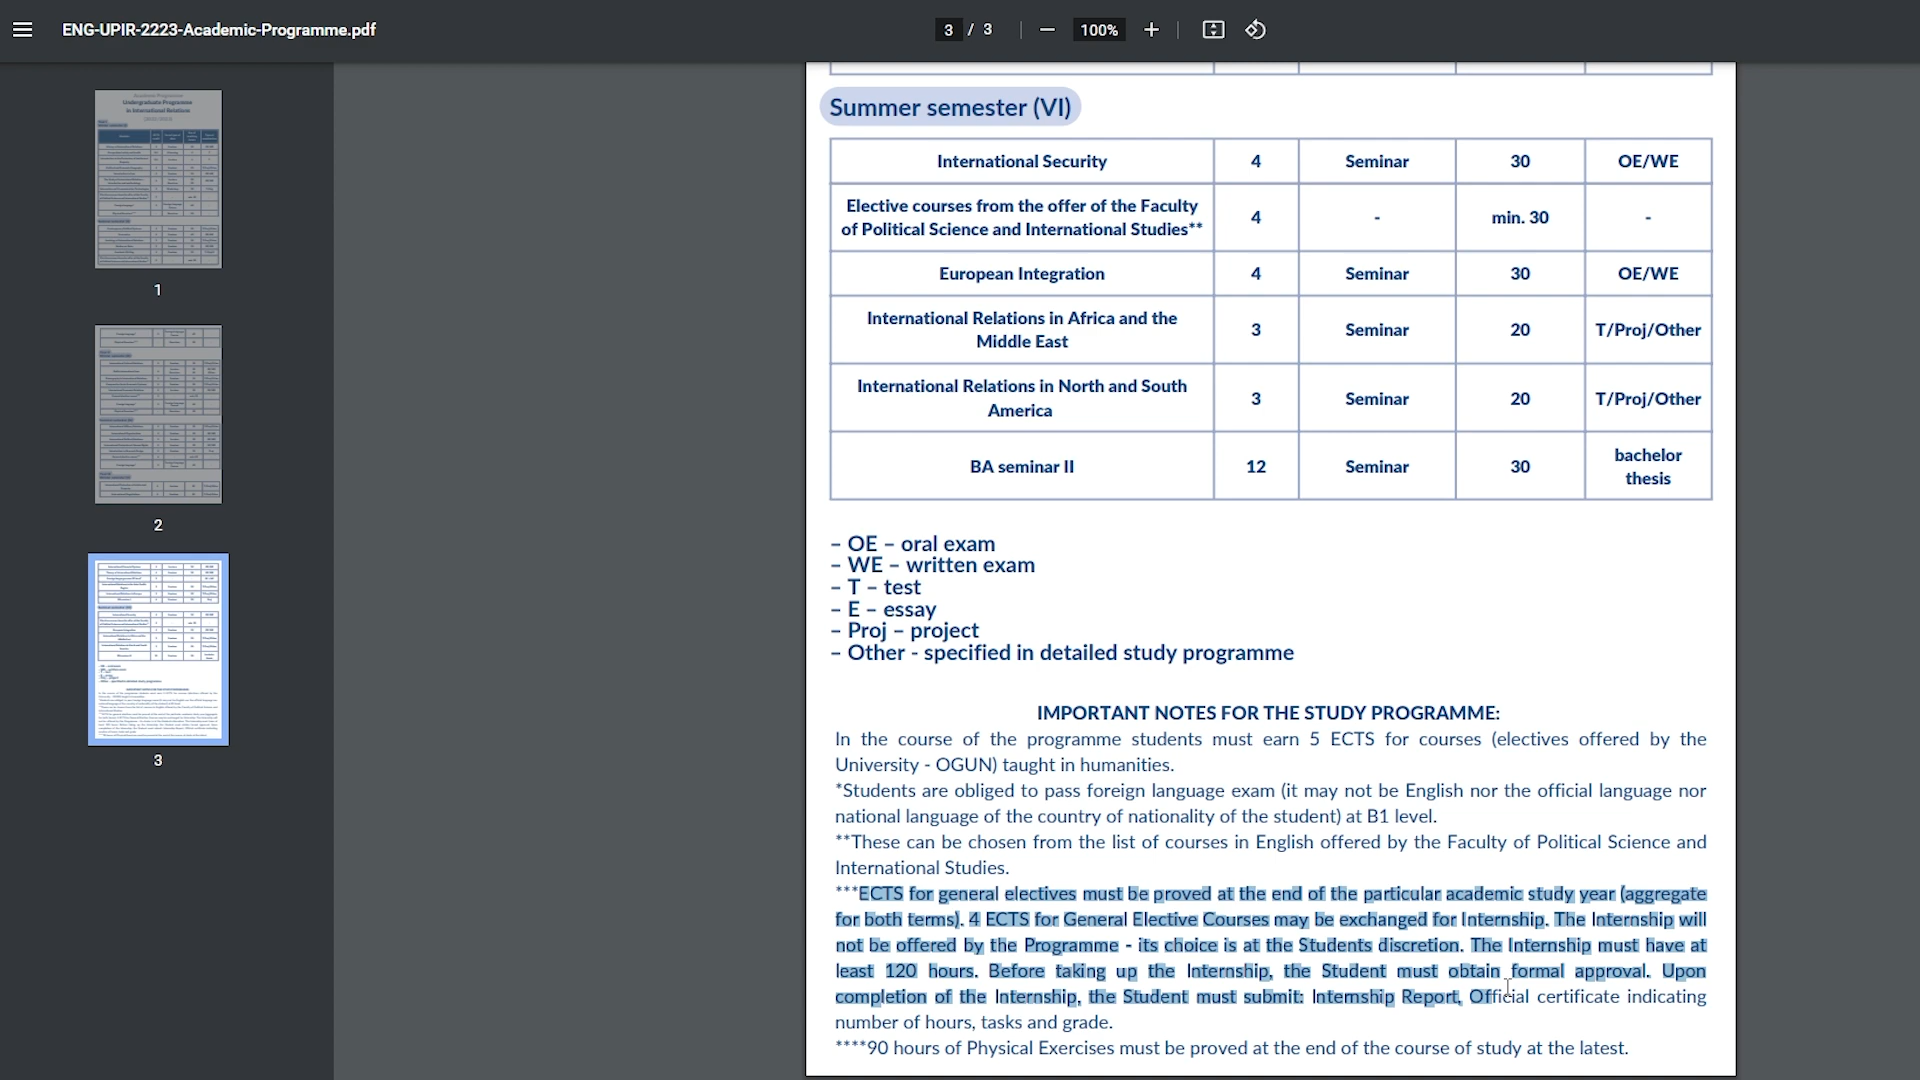 ENG-UPIR-2223-Academic-Programme.pdf
3 / 3
100%
1
2
3
Summer semester (VI)
International Security 4 Seminar 30 OE/WE
Elective courses from the offer of the Faculty
of Political Science and International Studies** 4 - min. 30 -
European Integration 4 Seminar 30 OE/WE
International Relations in Africa and the
Middle East 3 Seminar 20 T/Proj/Other
International Relations in North and South
America 3 Seminar 20 T/Proj/Other
BA seminar II 12 Seminar 30 bachelor
thesis
– OE – oral exam
– WE – written exam
– T – test
– E – essay
– Proj – project
– Other - specified in detailed study programme
IMPORTANT NOTES FOR THE STUDY PROGRAMME:
In the course of the programme students must earn 5 ECTS for courses (electives offered by the
University - OGUN) taught in humanities.
*Students are obliged to pass foreign language exam (it may not be English nor the official language nor
national language of the country of nationality of the student) at B1 level.
**These can be chosen from the list of courses in English offered by the Faculty of Political Science and
International Studies.
***ECTS for general electives must be proved at the end of the particular academic study year (aggregate
for both terms). 4 ECTS for General Elective Courses may be exchanged for Internship. The Internship will
not be offered by the Programme - its choice is at the Students discretion. The Internship must have at
least 120 hours. Before taking up the Internship, the Student must obtain formal approval. Upon
completion of the Internship, the Student must submit: Internship Report, Official certificate indicating
number of hours, tasks and grade.
****90 hours of Physical Exercises must be proved at the end of the course of study at the latest.